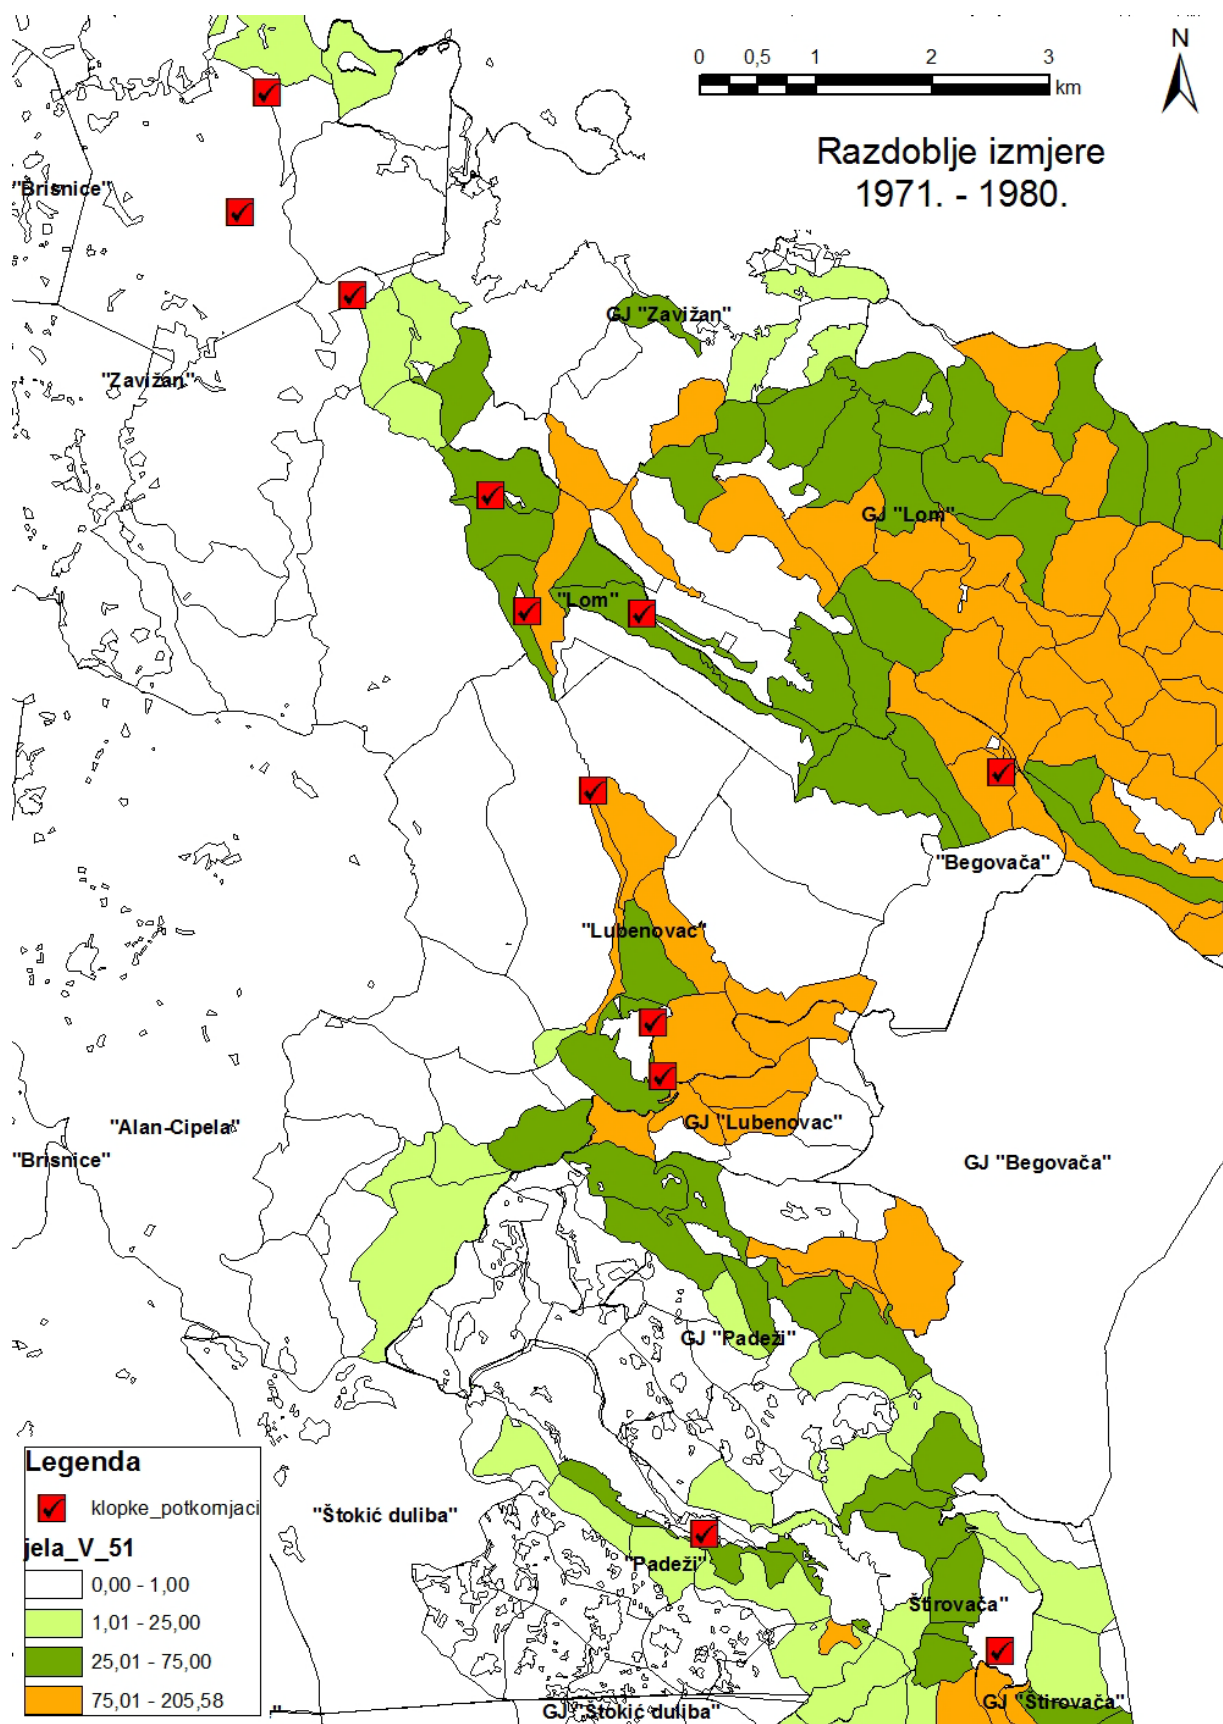 0 0,5 1 2 3
km
N
Razdoblje izmjere
1971. - 1980.
"Brisnice"
GJ "Zavižan"
"Zavižan"
GJ "Lom"
"Lom"
"Begovača"
"Lubenovac"
"Alan-Cipela"
GJ "Lubenovac"
"Brisnice"
GJ "Begovača"
GJ "Padeži"
"Štokić duliba"
"Padeži"
Štirovača"
GJ "Štirovača"
GJ "Štokić duliba"
Legenda
klopke_potkornjaci
jela_V_51
0,00 - 1,00
1,01 - 25,00
25,01 - 75,00
75,01 - 205,58